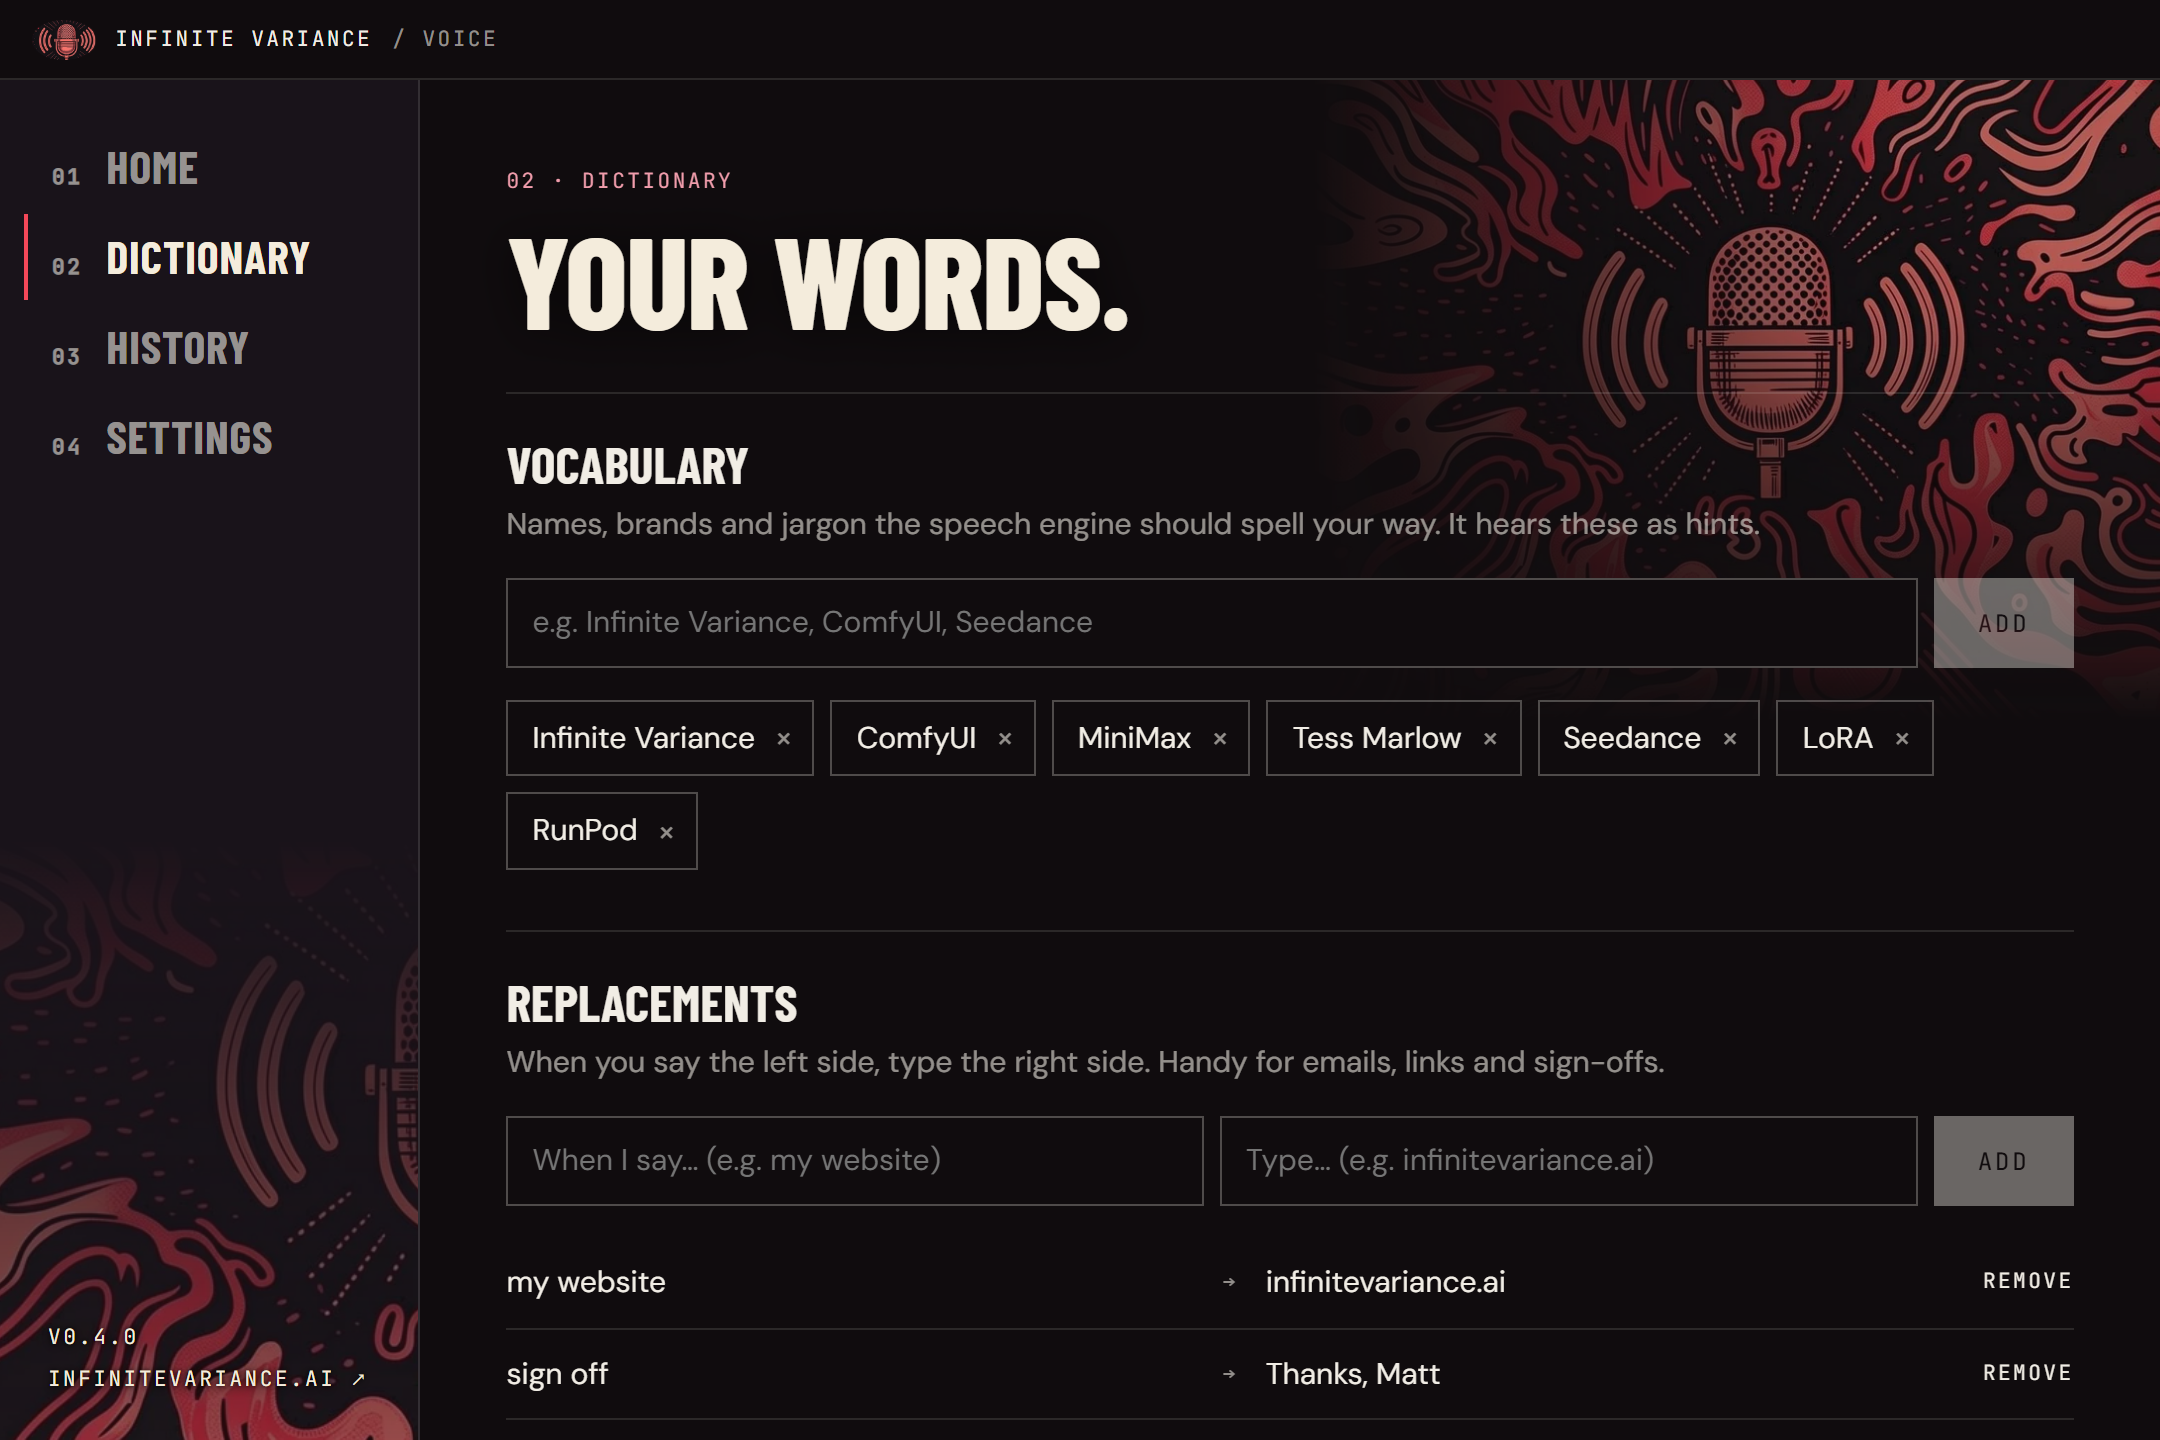 INFINITE VARIANCE / VOICE
01 HOME
02 DICTIONARY
03 HISTORY
04 SETTINGS
V0.4.0
INFINITEVARIANCE.AI ↗
02 · DICTIONARY
YOUR WORDS.
VOCABULARY
Names, brands and jargon the speech engine should spell your way. It hears these as hints.
e.g. Infinite Variance, ComfyUI, Seedance
ADD
Infinite Variance × ComfyUI × MiniMax × Tess Marlow × Seedance × LoRA ×
RunPod ×
REPLACEMENTS
When you say the left side, type the right side. Handy for emails, links and sign-offs.
When I say... (e.g. my website) Type... (e.g. infinitevariance.ai) ADD
my website → infinitevariance.ai REMOVE
sign off → Thanks, Matt REMOVE